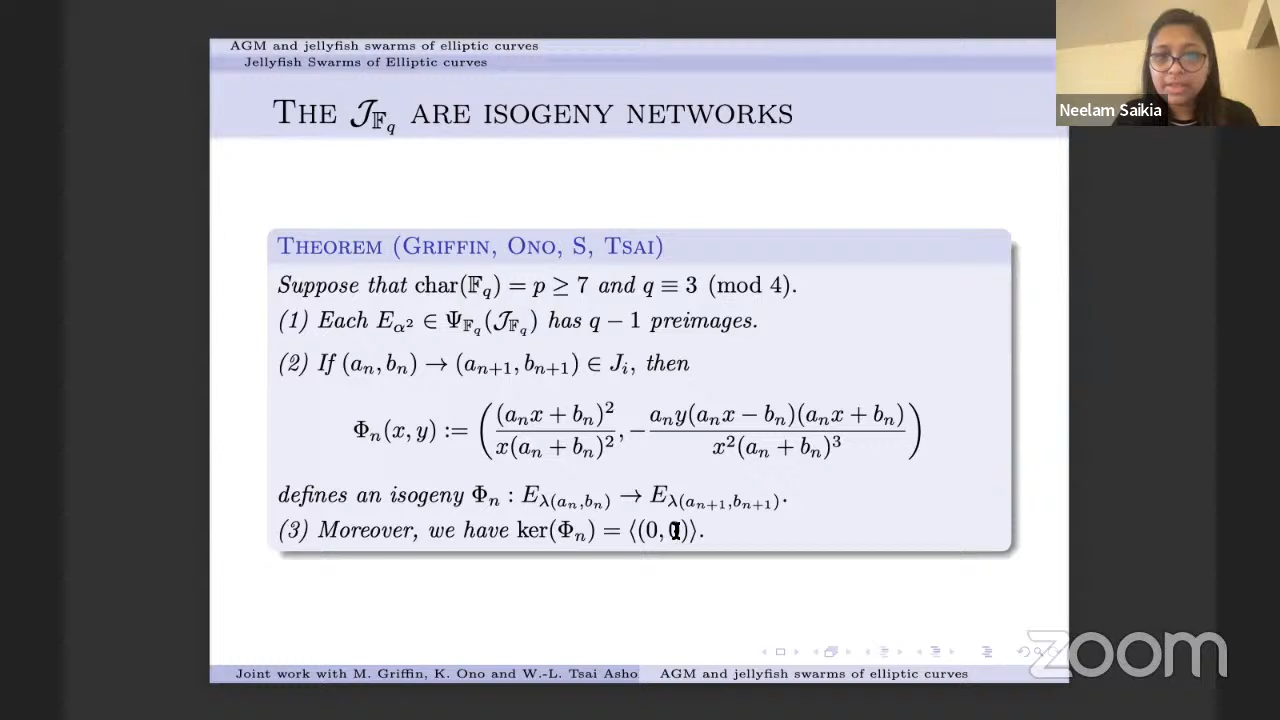 AGM and jellyfish swarms of elliptic curves
Jellyfish Swarms of Elliptic curves
Neelam Saikia
The 𝒥_{𝔽_q} are isogeny networks
Theorem (Griffin, Ono, S, Tsai)
Suppose that char(𝔽_q) = p ≥ 7 and q ≡ 3 (mod 4).
(1) Each E_{α²} ∈ Ψ_{𝔽_q}(𝒥_{𝔽_q}) has q − 1 preimages.
(2) If (a_n, b_n) → (a_{n+1}, b_{n+1}) ∈ J_i, then
Φ_n(x, y) := ( (a_n x + b_n)² / x(a_n + b_n)², − a_n y(a_n x − b_n)(a_n x + b_n) / x²(a_n + b_n)³ )
defines an isogeny Φ_n : E_{λ(a_n,b_n)} → E_{λ(a_{n+1},b_{n+1})}.
(3) Moreover, we have ker(Φ_n) = ⟨(0, 0)⟩.
zoom
Joint work with M. Griffin, K. Ono and W.-L. Tsai Asho
AGM and jellyfish swarms of elliptic curves